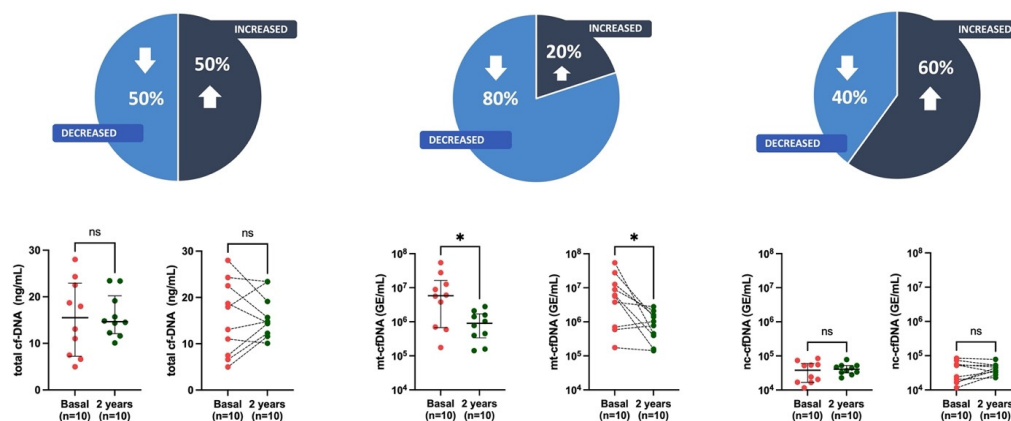 INCREASED
50%
50%
DECREASED
INCREASED
20%
80%
DECREASED
INCREASED
60%
40%
DECREASED
total cf-DNA (ng/mL)
30
20
10
0
ns
Basal
(n=10)
2 years
(n=10)
total cf-DNA (ng/mL)
30
20
10
0
ns
Basal
(n=10)
2 years
(n=10)
mt-cfDNA (GE/mL)
10⁸
10⁷
10⁶
10⁵
10⁴
*
Basal
(n=10)
2 years
(n=10)
mt-cfDNA (GE/mL)
10⁸
10⁷
10⁶
10⁵
10⁴
*
Basal
(n=10)
2 years
(n=10)
nc-cfDNA (GE/mL)
10⁸
10⁷
10⁶
10⁵
10⁴
ns
Basal
(n=10)
2 years
(n=10)
nc-cfDNA (GE/mL)
10⁸
10⁷
10⁶
10⁵
10⁴
ns
Basal
(n=10)
2 years
(n=10)